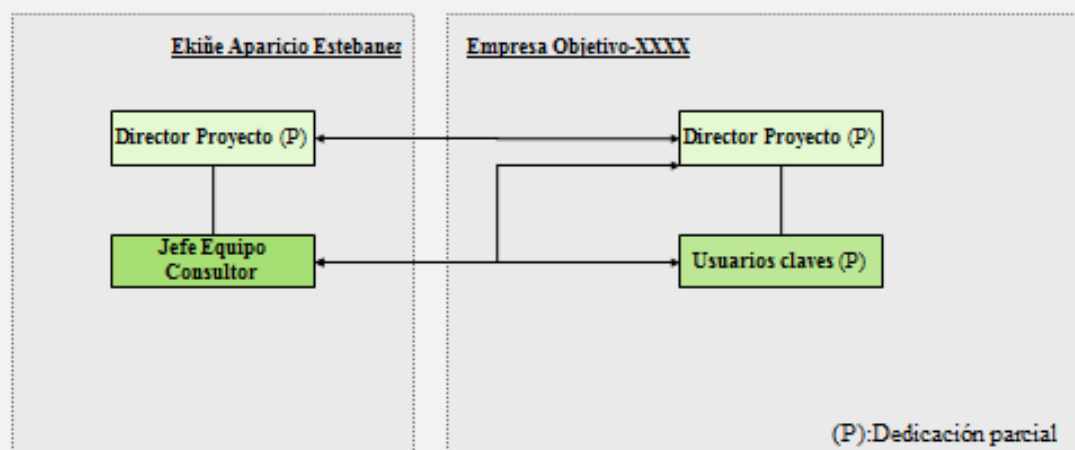 Ekiñe Aparicio Estebanez
Empresa Objetivo-XXXX
Director Proyecto (P)
Director Proyecto (P)
Jefe Equipo
Consultor
Usuarios claves (P)
(P):Dedicación parcial